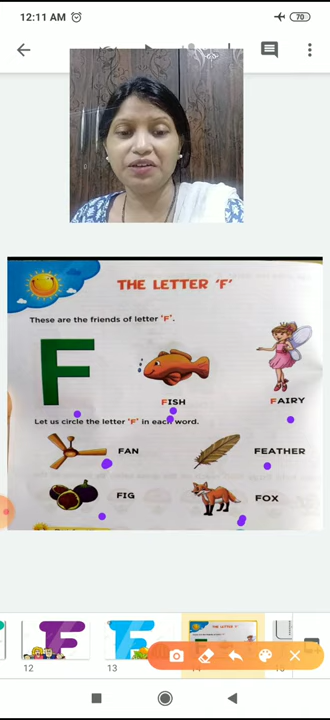 12:11 AM
70
THE LETTER 'F'
These are the friends of letter 'F'.
F
FISH
FAIRY
Let us circle the letter 'F' in each word.
FAN
FEATHER
FIG
FOX
F
F
12
13